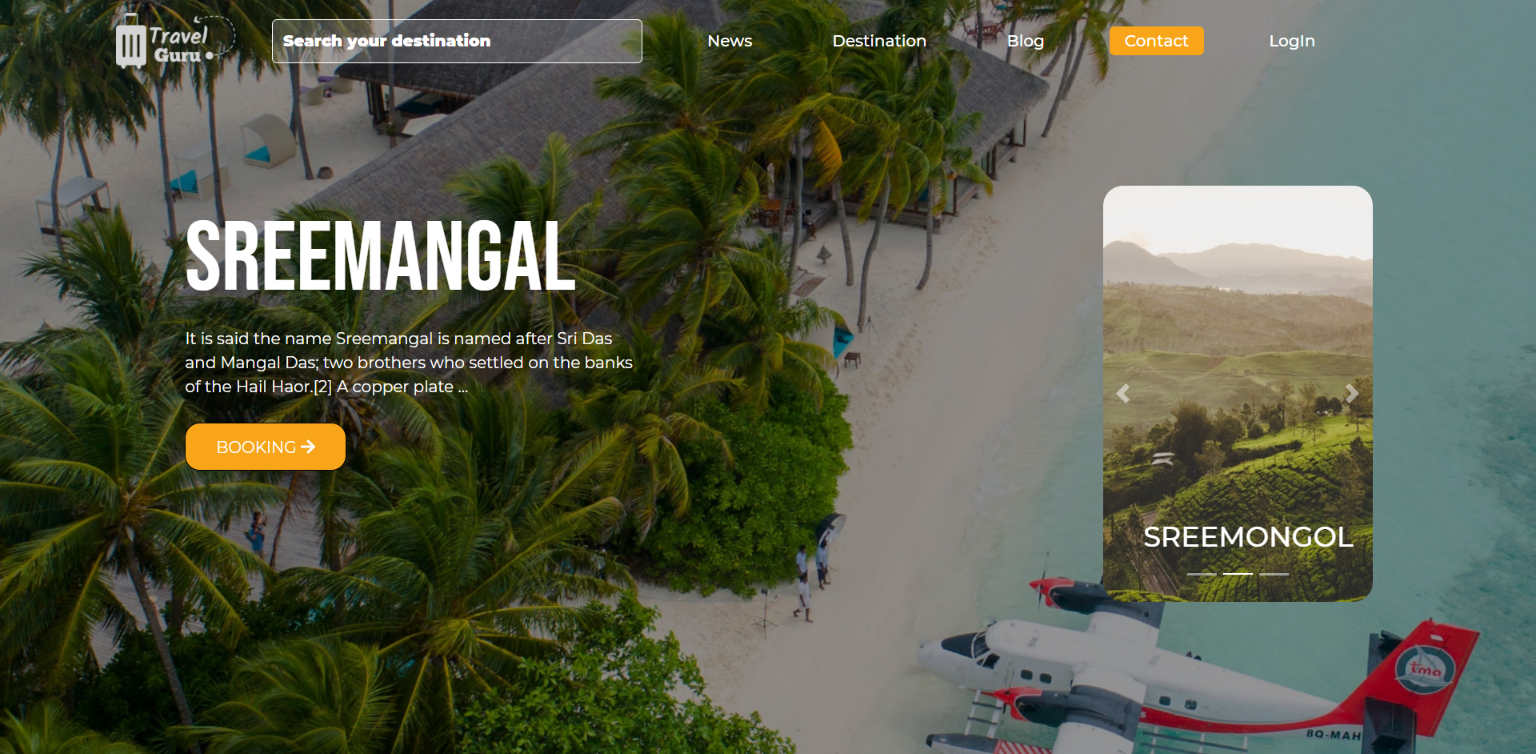 Travel
Guru
Search your destination
News
Destination
Blog
Contact
LogIn
SREEMANGAL
It is said the name Sreemangal is named after Sri Das
and Mangal Das; two brothers who settled on the banks
of the Hail Haor.[2] A copper plate ...
BOOKING
SREEMONGOL
tma
8Q-MAH